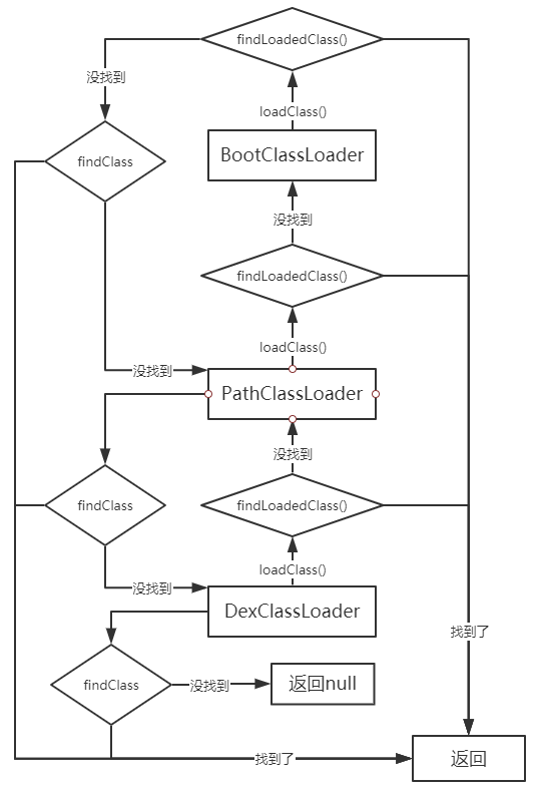 findLoadedClass()
没找到
loadClass()
findClass
BootClassLoader
没找到
findLoadedClass()
loadClass()
没找到
PathClassLoader
没找到
findClass
findLoadedClass()
loadClass()
没找到
DexClassLoader
找到了
findClass
没找到
返回null
找到了
返回